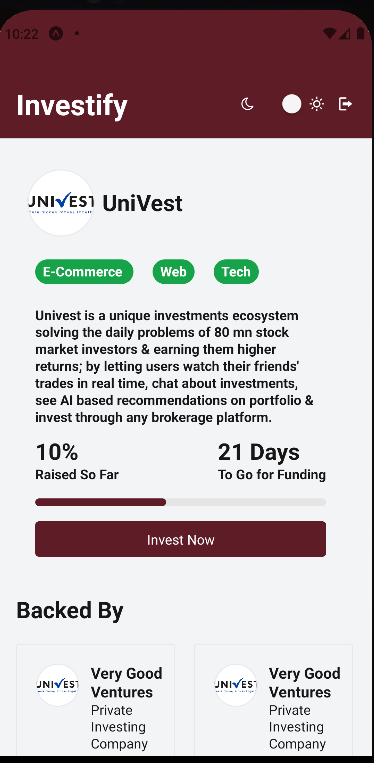 10:22
Investify
UNIVEST
UniVest
E-Commerce Web Tech
Univest is a unique investments ecosystem
solving the daily problems of 80 mn stock
market investors & earning them higher
returns; by letting users watch their friends'
trades in real time, chat about investments,
see AI based recommendations on portfolio &
invest through any brokerage platform.
10% 21 Days
Raised So Far To Go for Funding
Invest Now
Backed By
UNIVEST
Very Good
Ventures
Private
Investing
Company
UNIVEST
Very Good
Ventures
Private
Investing
Company